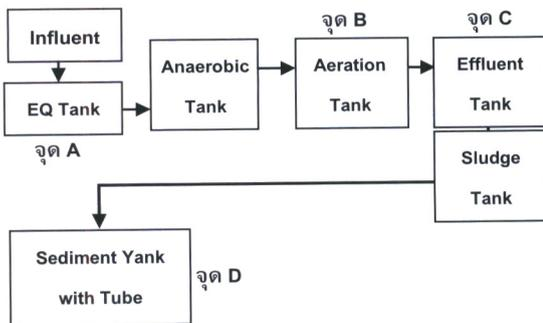 Influent
EQ Tank
จุด A
Anaerobic
Tank
จุด B
Aeration
Tank
จุด C
Effluent
Tank
Sludge
Tank
Sediment Yank
with Tube
จุด D